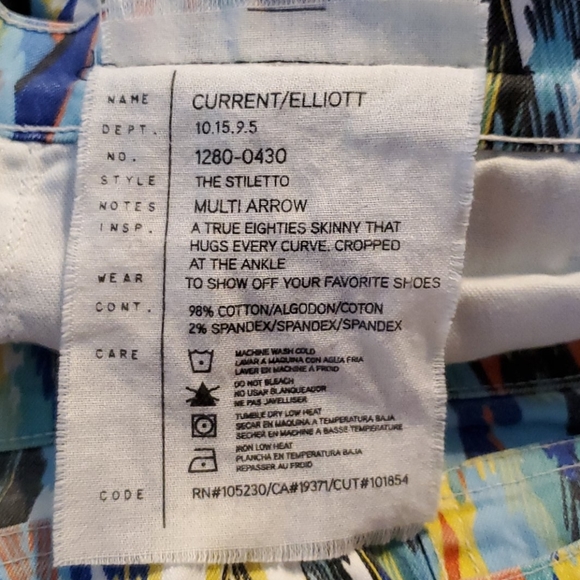 NAME CURRENT/ELLIOTT
DEPT. 10.15.9.5
NO. 1280-0430
STYLE THE STILETTO
NOTES MULTI ARROW
INSP. A TRUE EIGHTIES SKINNY THAT
HUGS EVERY CURVE. CROPPED
AT THE ANKLE
WEAR TO SHOW OFF YOUR FAVORITE SHOES
CONT. 98% COTTON/ALGODON/COTON
2% SPANDEX/SPANDEX/SPANDEX
CARE MACHINE WASH COLD
LAVAR A MAQUINA CON AGUA FRIA
LAVER EN MACHINE A FROID
DO NOT BLEACH
NO USAR BLANQUEADOR
NE PAS JAVELLISER
TUMBLE DRY LOW HEAT
SECAR EN MAQUINA A TEMPERATURA BAJA
SECHER EN MACHINE A BASSE TEMPERATURE
IRON LOW HEAT
PLANCHA EN TEMPERATURA BAJA
REPASSER AU FROID
CODE RN#105230/CA#19371/CUT#101854